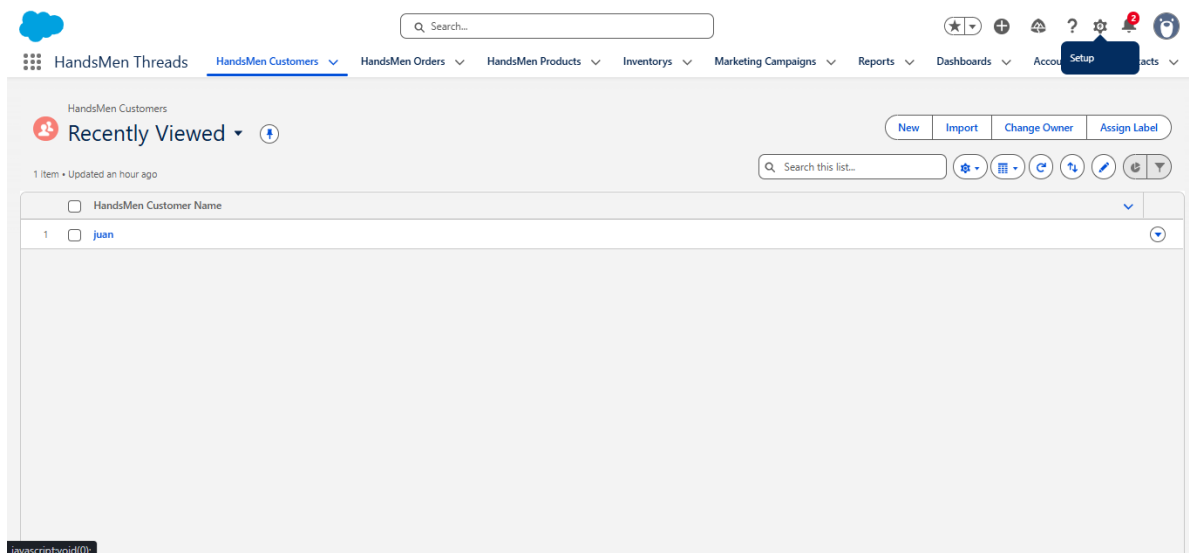 Search...
2
HandsMen Threads HandsMen Customers HandsMen Orders HandsMen Products Inventorys Marketing Campaigns Reports Dashboards Accou Setup tacts
HandsMen Customers
Recently Viewed
New Import Change Owner Assign Label
1 item • Updated an hour ago
Search this list...
HandsMen Customer Name
1 juan
javascript:void(0);